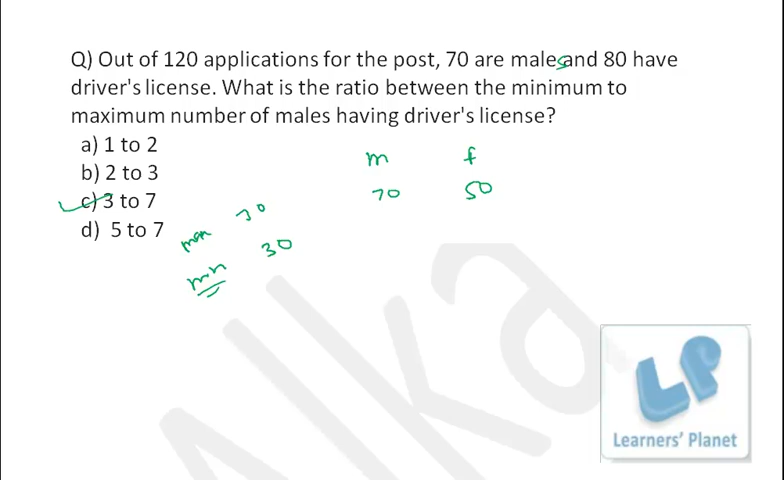 Q) Out of 120 applications for the post, 70 are males and 80 have
driver's license. What is the ratio between the minimum to
maximum number of males having driver's license?
a) 1 to 2
b) 2 to 3
c) 3 to 7
d) 5 to 7
m f
70 50
max 70
min 30
Alka
LP
Learners' Planet